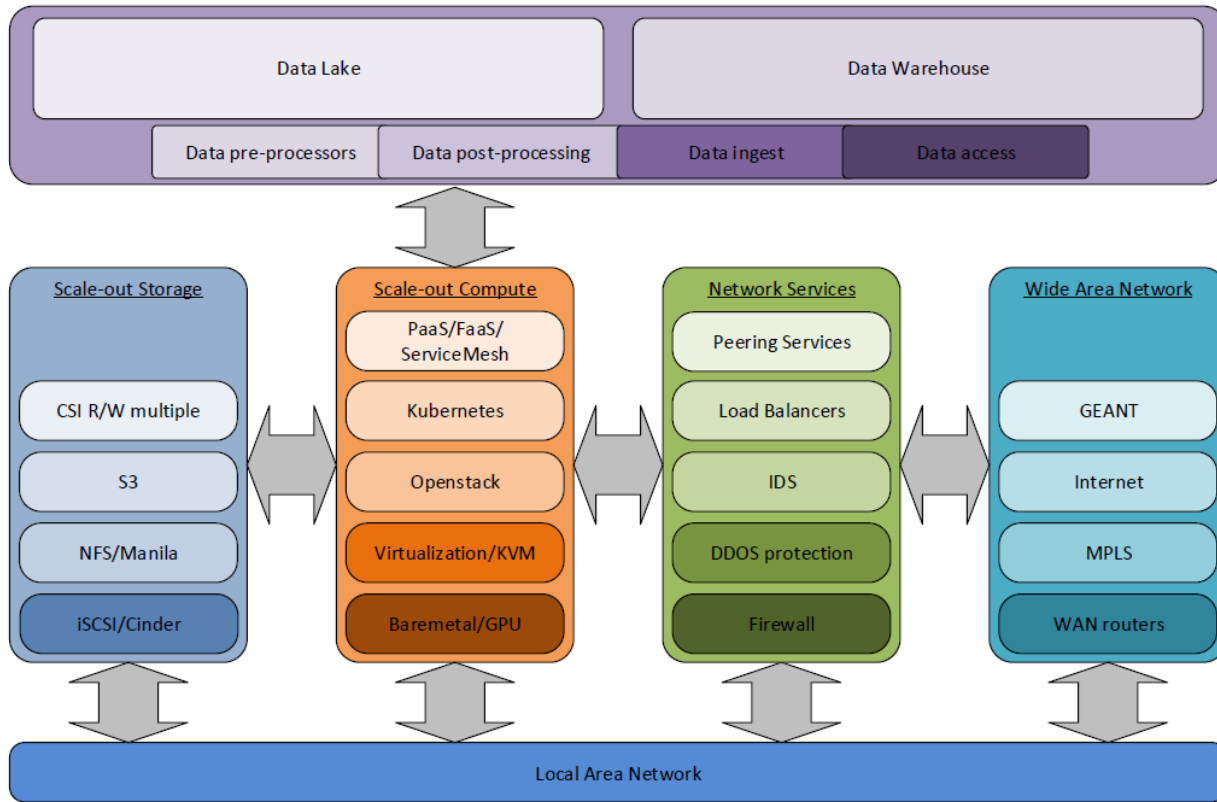 Data Lake
Data Warehouse
Data pre-processors
Data post-processing
Data ingest
Data access
Scale-out Storage
CSI R/W multiple
S3
NFS/Manila
iSCSI/Cinder
Scale-out Compute
PaaS/FaaS/
ServiceMesh
Kubernetes
Openstack
Virtualization/KVM
Baremetal/GPU
Network Services
Peering Services
Load Balancers
IDS
DDOS protection
Firewall
Wide Area Network
GEANT
Internet
MPLS
WAN routers
Local Area Network